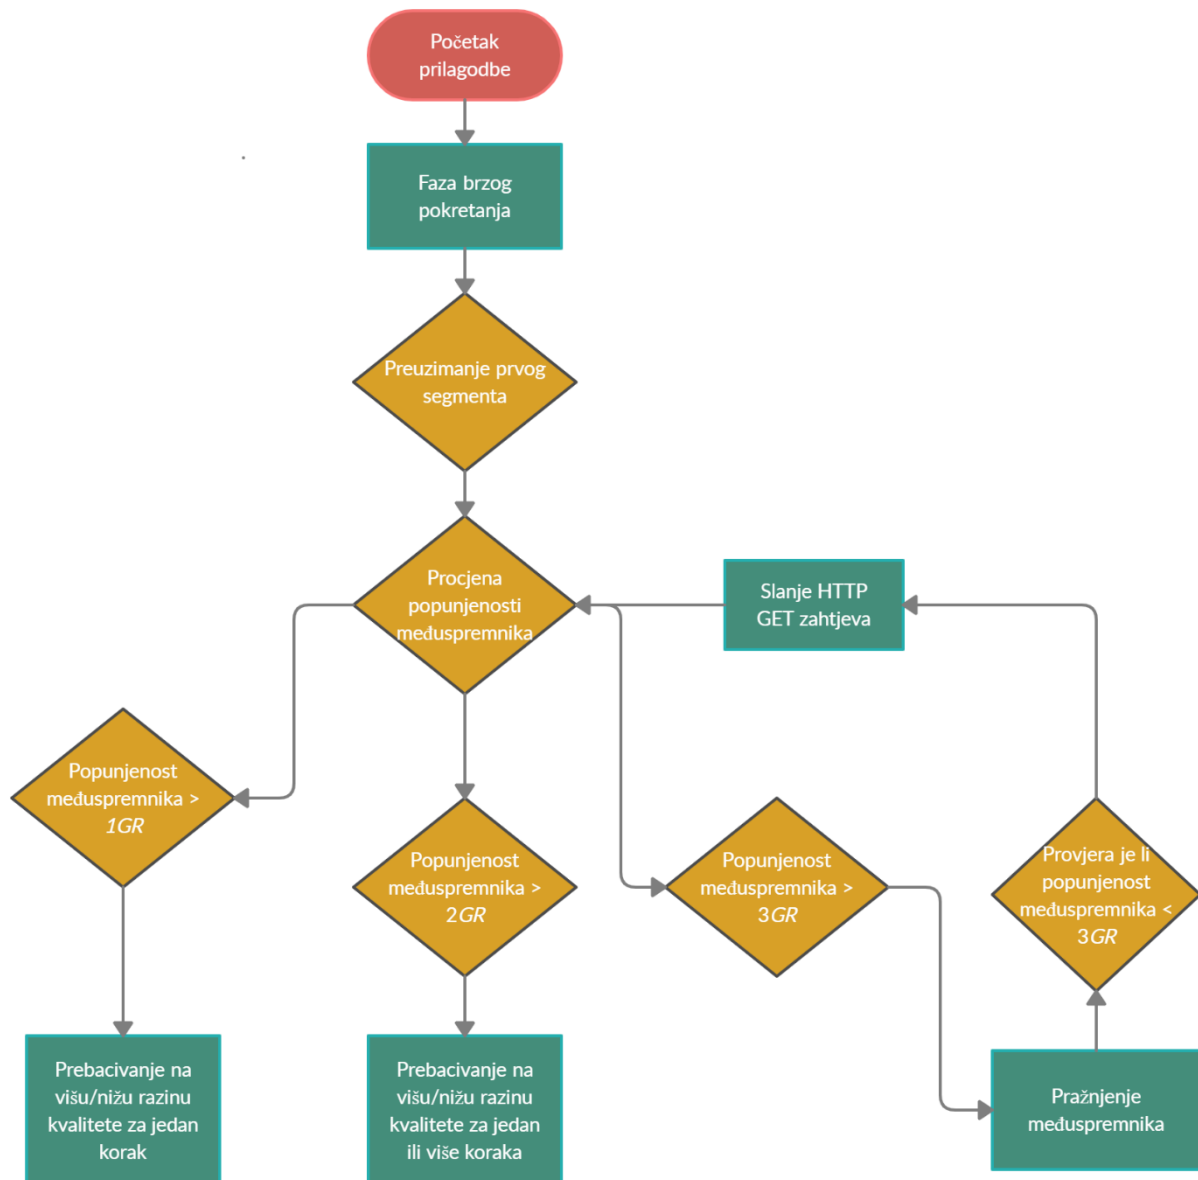 Početak
prilagodbe
Faza brzog
pokretanja
Preuzimanje prvog
segmenta
Procjena
popunjenosti
međuspremnika
Slanje HTTP
GET zahtjeva
Popunjenost
međuspremnika >
1GR
Popunjenost
međuspremnika >
2GR
Popunjenost
međuspremnika >
3GR
Provjera je li
popunjenost
međuspremnika <
3GR
Prebacivanje na
višu/nižu razinu
kvalitete za jedan
korak
Prebacivanje na
višu/nižu razinu
kvalitete za jedan
ili više koraka
Pražnjenje
međuspremnika